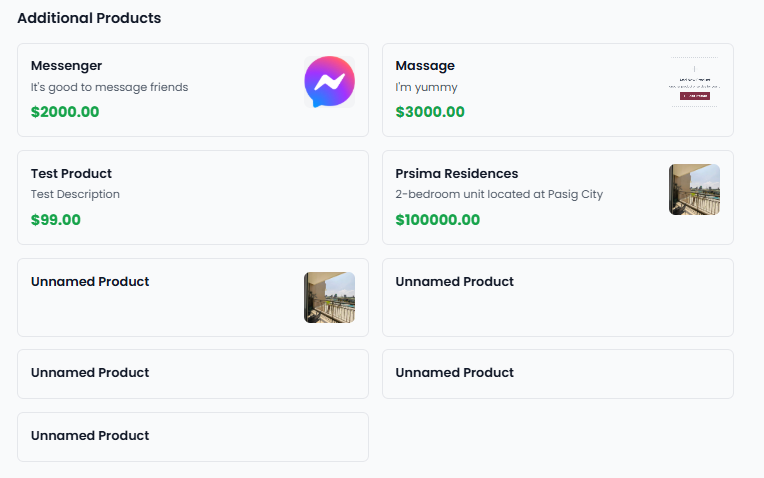 Additional Products
Messenger
It's good to message friends
$2000.00
Massage
I'm yummy
$3000.00
Test Product
Test Description
$99.00
Prsima Residences
2-bedroom unit located at Pasig City
$100000.00
Unnamed Product
Unnamed Product
Unnamed Product
Unnamed Product
Unnamed Product